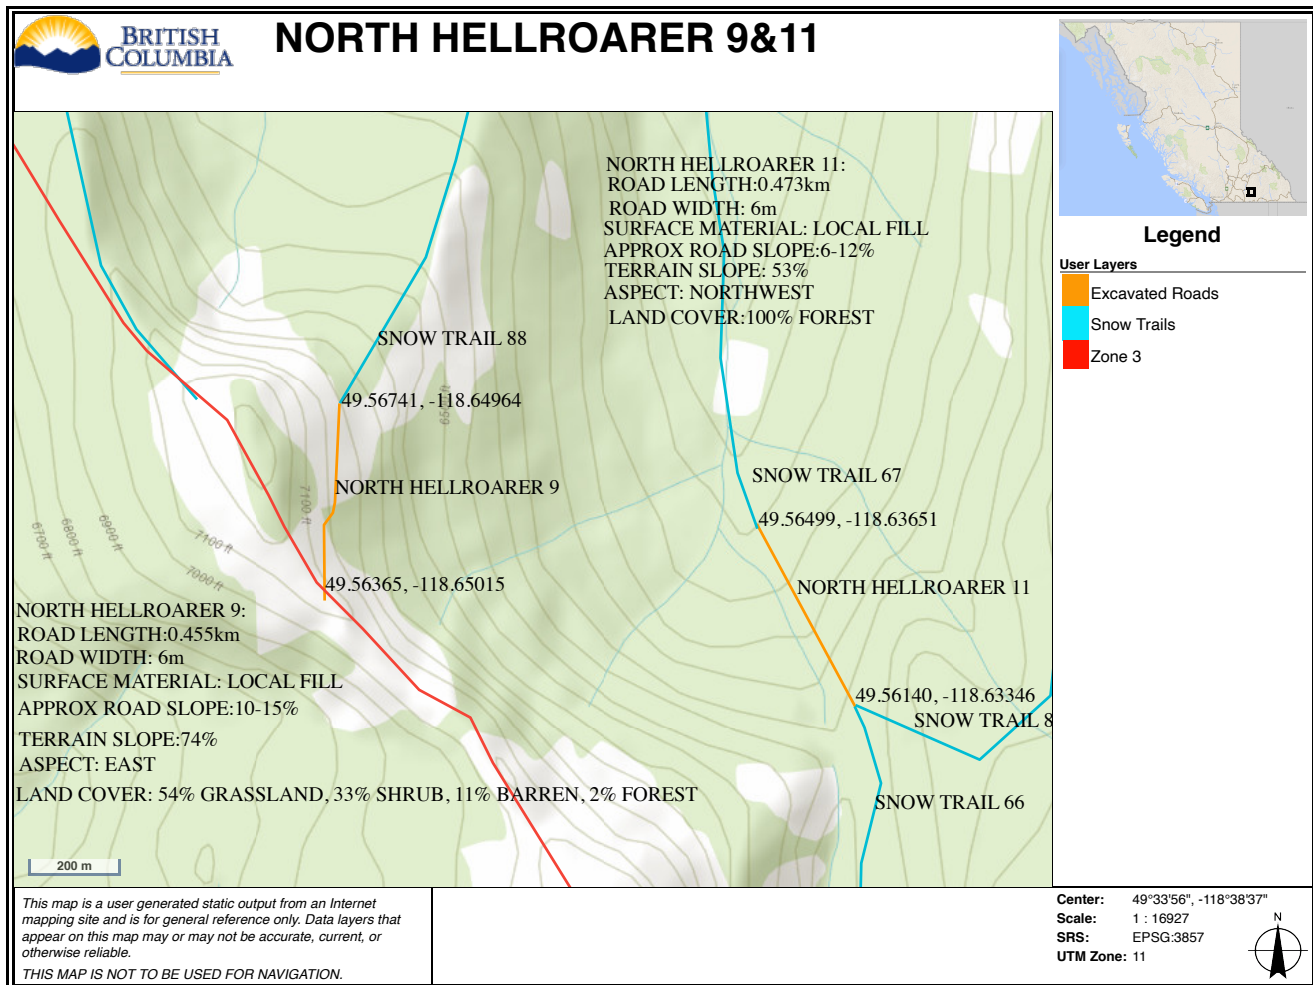 BRITISH
COLUMBIA
NORTH HELLROARER 9&11
NORTH HELLROARER 11:
ROAD LENGTH:0.473km
ROAD WIDTH: 6m
SURFACE MATERIAL: LOCAL FILL
APPROX ROAD SLOPE:6-12%
TERRAIN SLOPE: 53%
ASPECT: NORTHWEST
LAND COVER:100% FOREST
SNOW TRAIL 88
49.56741, -118.64964
6500 ft
SNOW TRAIL 67
NORTH HELLROARER 9
7100 ft
49.56499, -118.63651
6700 ft
6800 ft
6900 ft
7100 ft
7000 ft
49.56365, -118.65015
NORTH HELLROARER 11
NORTH HELLROARER 9:
ROAD LENGTH:0.455km
ROAD WIDTH: 6m
SURFACE MATERIAL: LOCAL FILL
APPROX ROAD SLOPE:10-15%
TERRAIN SLOPE:74%
ASPECT: EAST
LAND COVER: 54% GRASSLAND, 33% SHRUB, 11% BARREN, 2% FOREST
49.56140, -118.63346
SNOW TRAIL 8
SNOW TRAIL 66
200 m
Legend
User Layers
Excavated Roads
Snow Trails
Zone 3
This map is a user generated static output from an Internet
mapping site and is for general reference only. Data layers that
appear on this map may or may not be accurate, current, or
otherwise reliable.
THIS MAP IS NOT TO BE USED FOR NAVIGATION.
Center: 49°33'56", -118°38'37"
Scale: 1 : 16927
SRS: EPSG:3857
UTM Zone: 11
N